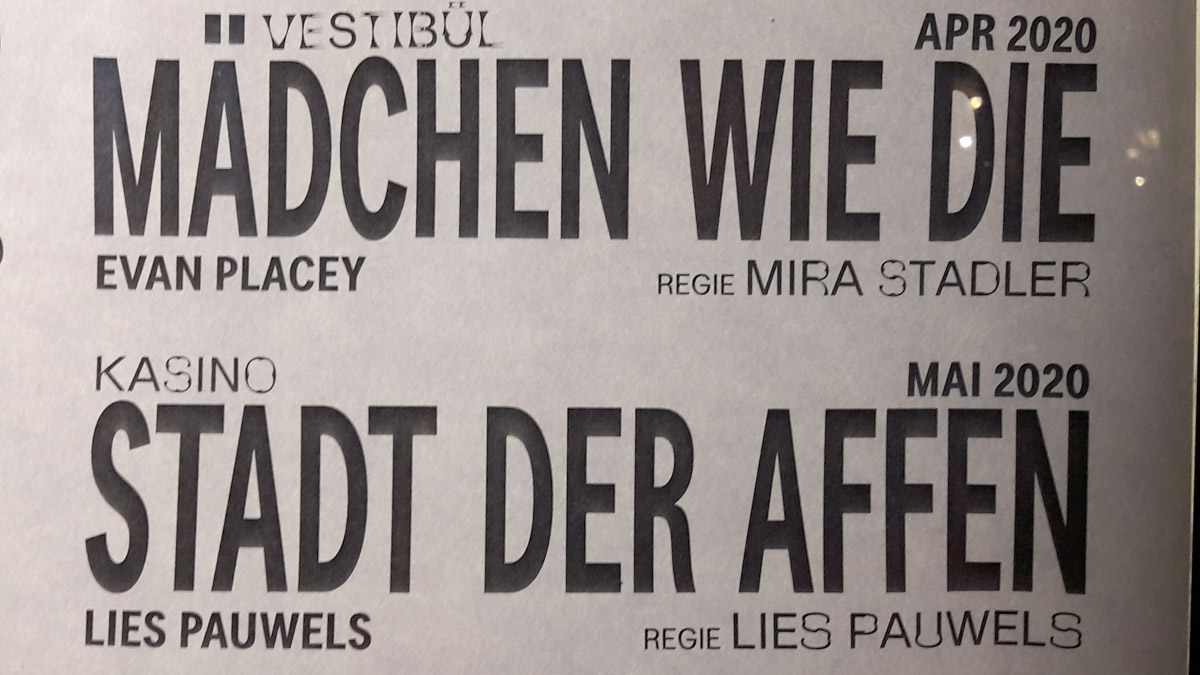 VESTIBÜL APR 2020
MÄDCHEN WIE DIE
EVAN PLACEY REGIE MIRA STADLER
KASINO MAI 2020
STADT DER AFFEN
LIES PAUWELS REGIE LIES PAUWELS